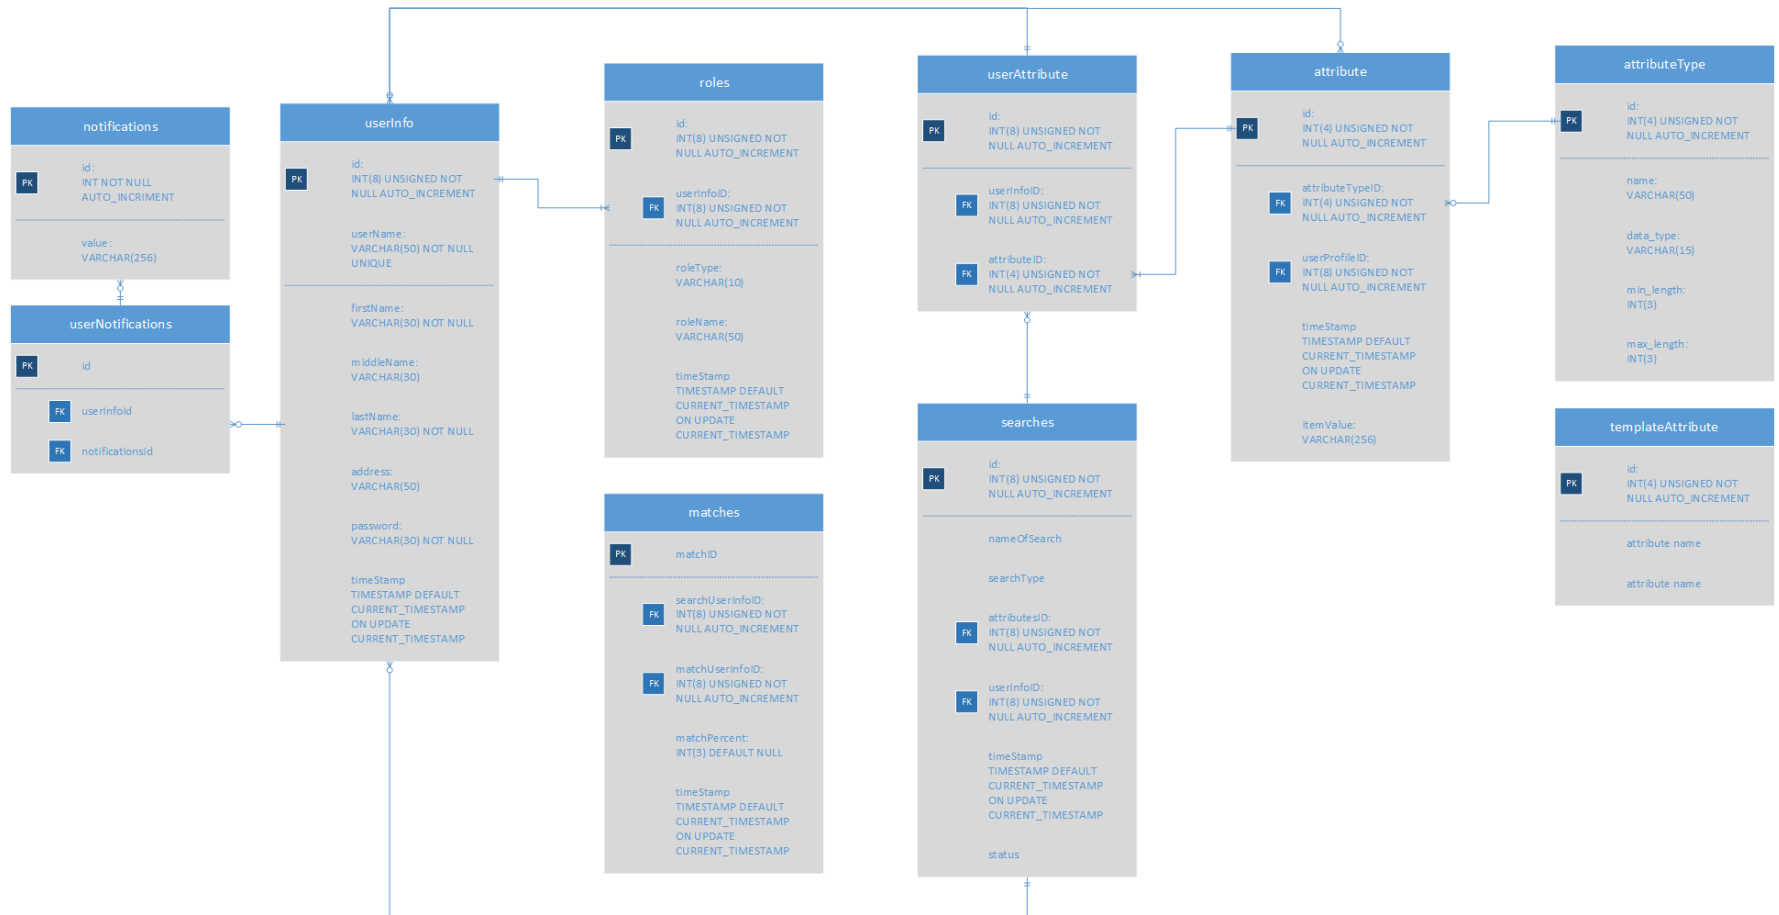 notifications
PK
id:
INT NOT NULL
AUTO_INCRIMENT
value:
VARCHAR(256)
userNotifications
PK
id
FK
userInfoId
FK
notificationsId
userInfo
PK
id:
INT(8) UNSIGNED NOT
NULL AUTO_INCREMENT
userName:
VARCHAR(50) NOT NULL
UNIQUE
firstName:
VARCHAR(30) NOT NULL
middleName:
VARCHAR(30)
lastName:
VARCHAR(30) NOT NULL
address:
VARCHAR(50)
password:
VARCHAR(30) NOT NULL
timeStamp
TIMESTAMP DEFAULT
CURRENT_TIMESTAMP
ON UPDATE
CURRENT_TIMESTAMP
roles
PK
id:
INT(8) UNSIGNED NOT
NULL AUTO_INCREMENT
FK
userInfoID:
INT(8) UNSIGNED NOT
NULL AUTO_INCREMENT
roleType:
VARCHAR(10)
roleName:
VARCHAR(50)
timeStamp
TIMESTAMP DEFAULT
CURRENT_TIMESTAMP
ON UPDATE
CURRENT_TIMESTAMP
matches
PK
matchID
FK
searchUserInfoID:
INT(8) UNSIGNED NOT
NULL AUTO_INCREMENT
FK
matchUserInfoID:
INT(8) UNSIGNED NOT
NULL AUTO_INCREMENT
matchPercent:
INT(3) DEFAULT NULL
timeStamp
TIMESTAMP DEFAULT
CURRENT_TIMESTAMP
ON UPDATE
CURRENT_TIMESTAMP
userAttribute
PK
id:
INT(8) UNSIGNED NOT
NULL AUTO_INCREMENT
FK
userInfoID:
INT(8) UNSIGNED NOT
NULL AUTO_INCREMENT
FK
attributeID:
INT(4) UNSIGNED NOT
NULL AUTO_INCREMENT
searches
PK
id:
INT(8) UNSIGNED NOT
NULL AUTO_INCREMENT
nameOfSearch
searchType
FK
attributesID:
INT(8) UNSIGNED NOT
NULL AUTO_INCREMENT
FK
userInfoID:
INT(8) UNSIGNED NOT
NULL AUTO_INCREMENT
timeStamp
TIMESTAMP DEFAULT
CURRENT_TIMESTAMP
ON UPDATE
CURRENT_TIMESTAMP
status
attribute
PK
id:
INT(4) UNSIGNED NOT
NULL AUTO_INCREMENT
FK
attributeTypeID:
INT(4) UNSIGNED NOT
NULL AUTO_INCREMENT
FK
userProfileID:
INT(8) UNSIGNED NOT
NULL AUTO_INCREMENT
timeStamp
TIMESTAMP DEFAULT
CURRENT_TIMESTAMP
ON UPDATE
CURRENT_TIMESTAMP
itemValue:
VARCHAR(256)
attributeType
PK
id:
INT(4) UNSIGNED NOT
NULL AUTO_INCREMENT
name:
VARCHAR(50)
data_type:
VARCHAR(15)
min_length:
INT(3)
max_length:
INT(3)
templateAttribute
PK
id:
INT(4) UNSIGNED NOT
NULL AUTO_INCREMENT
attribute name
attribute name